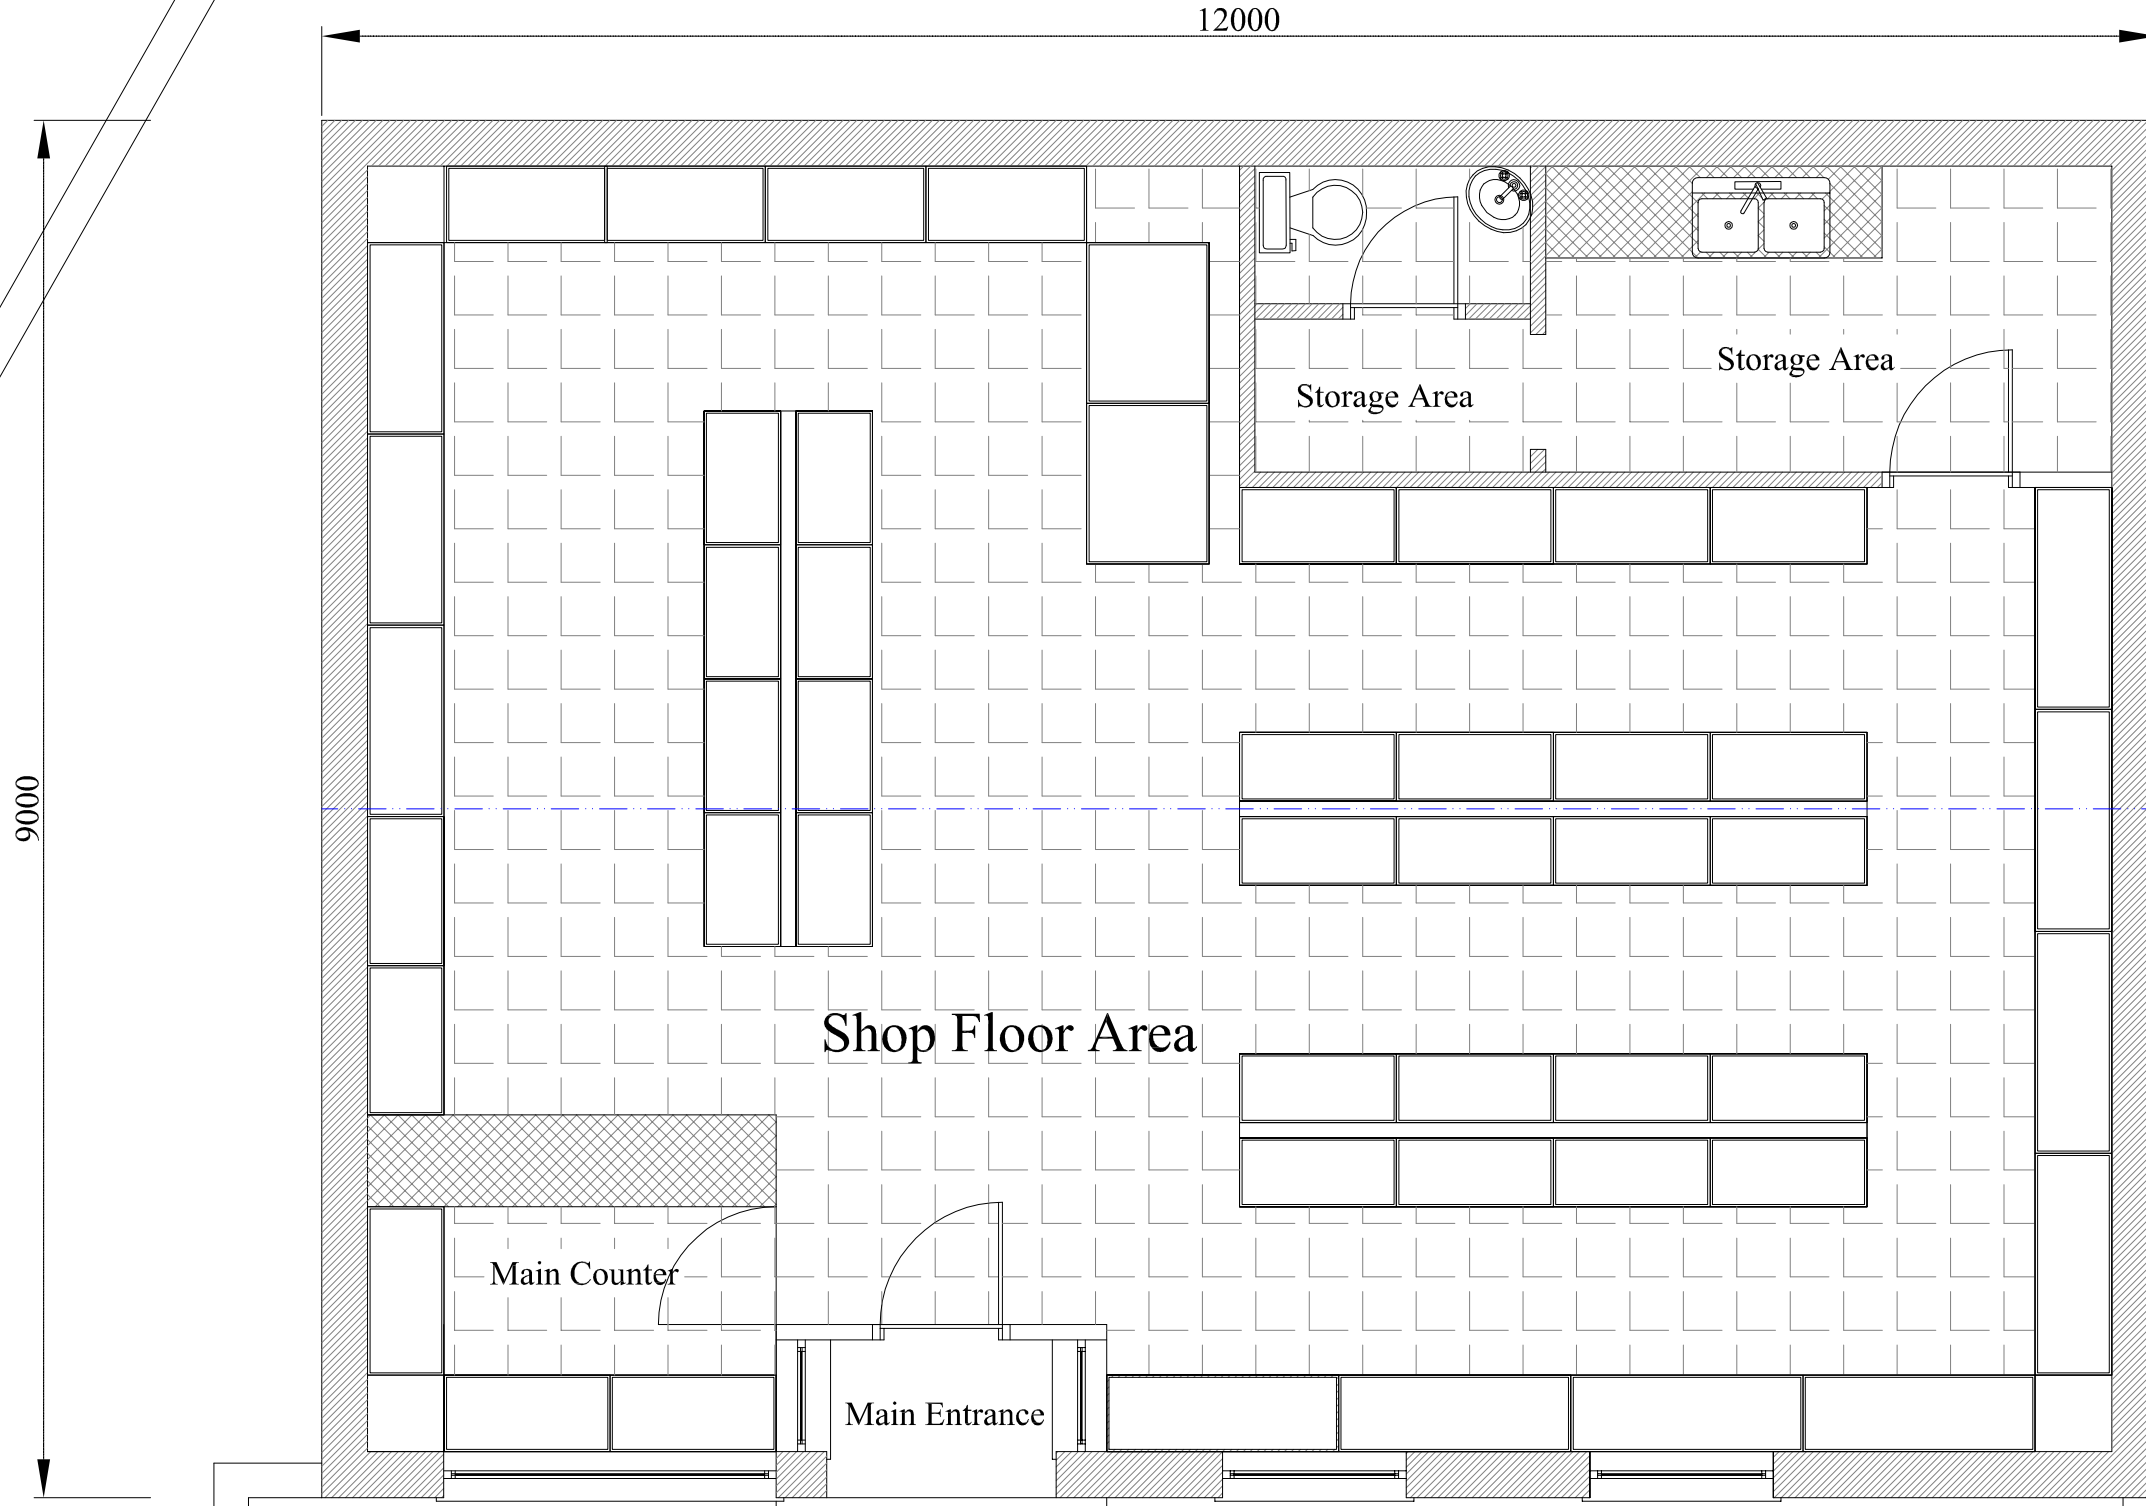 12000
Storage Area
Storage Area
9000
Shop Floor Area
Main Counter
Main Entrance